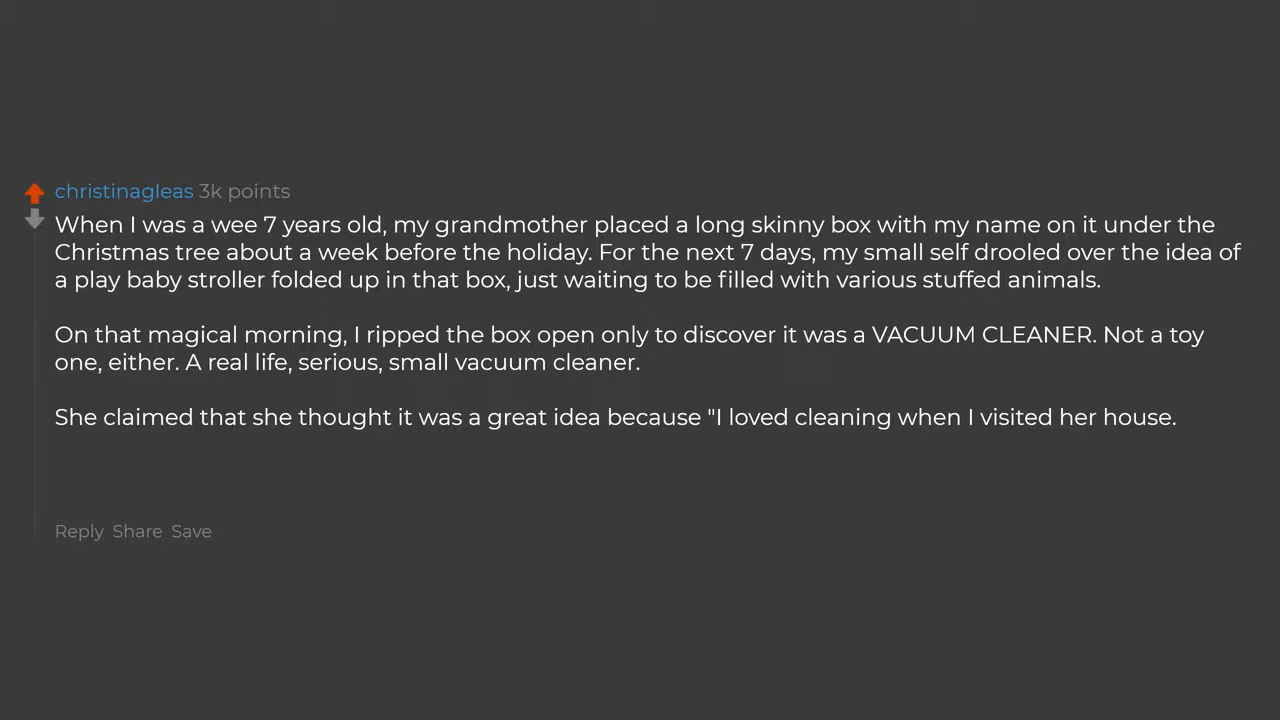 christinagleas 3k points
When I was a wee 7 years old, my grandmother placed a long skinny box with my name on it under the
Christmas tree about a week before the holiday. For the next 7 days, my small self drooled over the idea of
a play baby stroller folded up in that box, just waiting to be filled with various stuffed animals.
On that magical morning, I ripped the box open only to discover it was a VACUUM CLEANER. Not a toy
one, either. A real life, serious, small vacuum cleaner.
She claimed that she thought it was a great idea because "I loved cleaning when I visited her house.
Reply Share Save